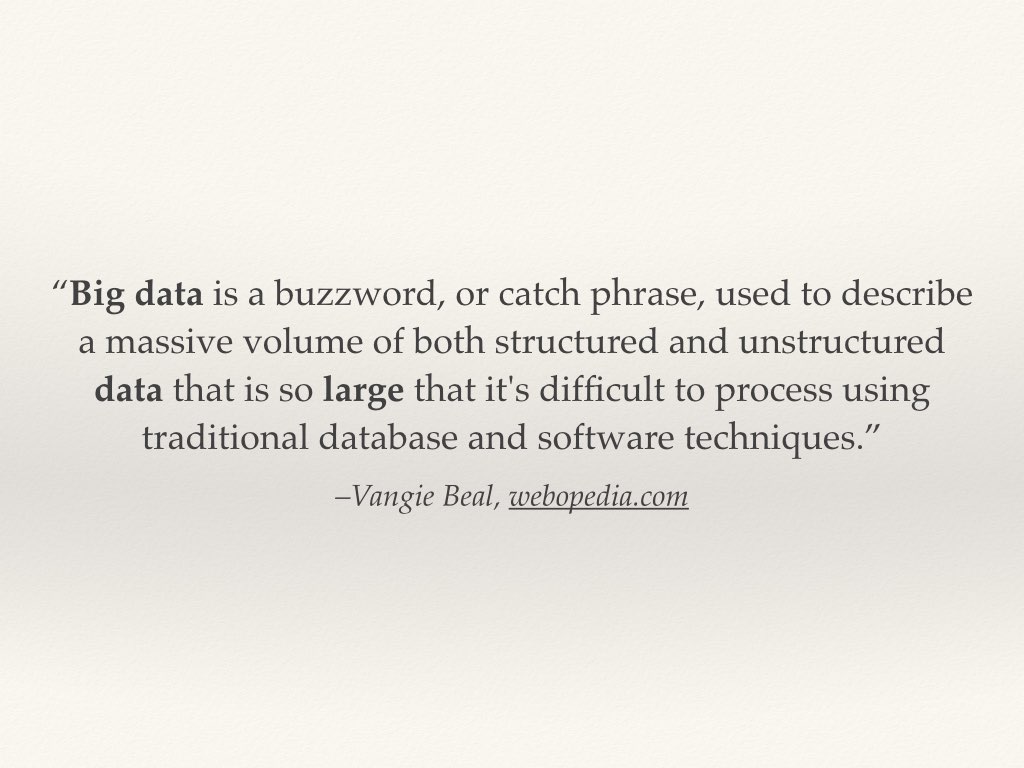 “Big data is a buzzword, or catch phrase, used to describe
a massive volume of both structured and unstructured
data that is so large that it's difficult to process using
traditional database and software techniques.”
–Vangie Beal, webopedia.com